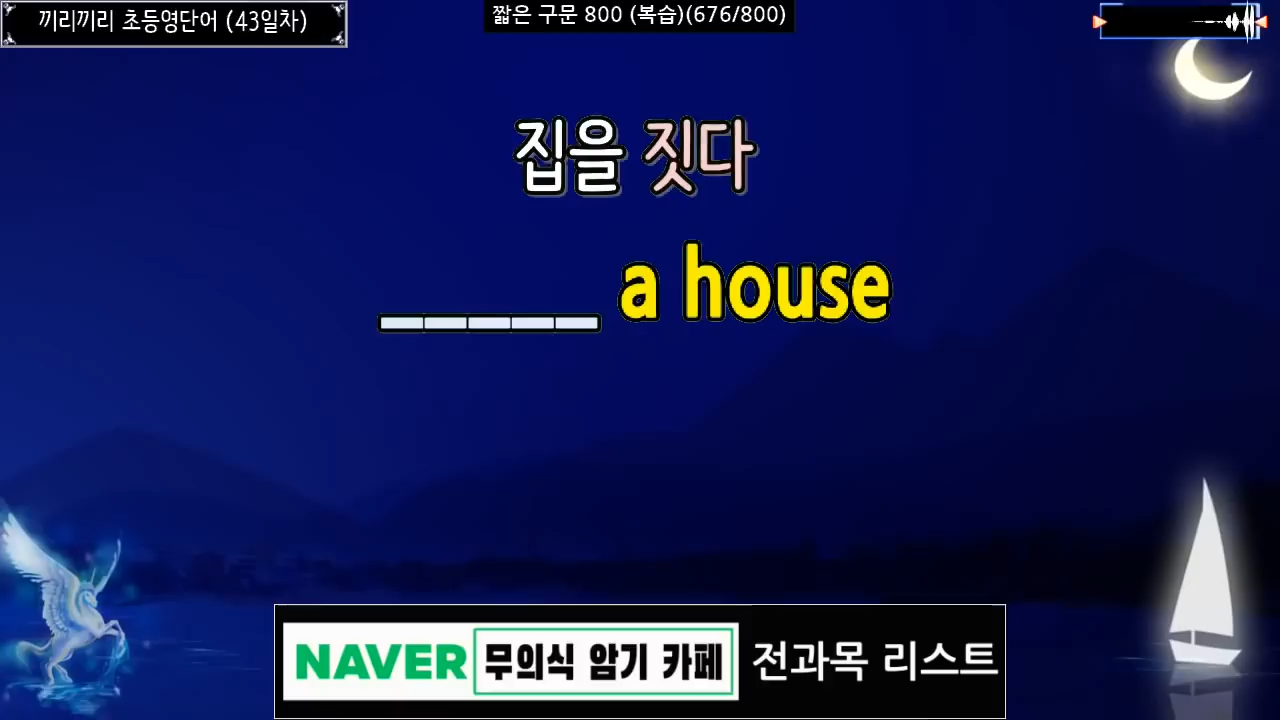 끼리끼리 초등영단어 (43일차)
짧은 구문 800 (복습)(676/800)
집을 짓다
_____ a house
NAVER 무의식 암기 카페 전과목 리스트